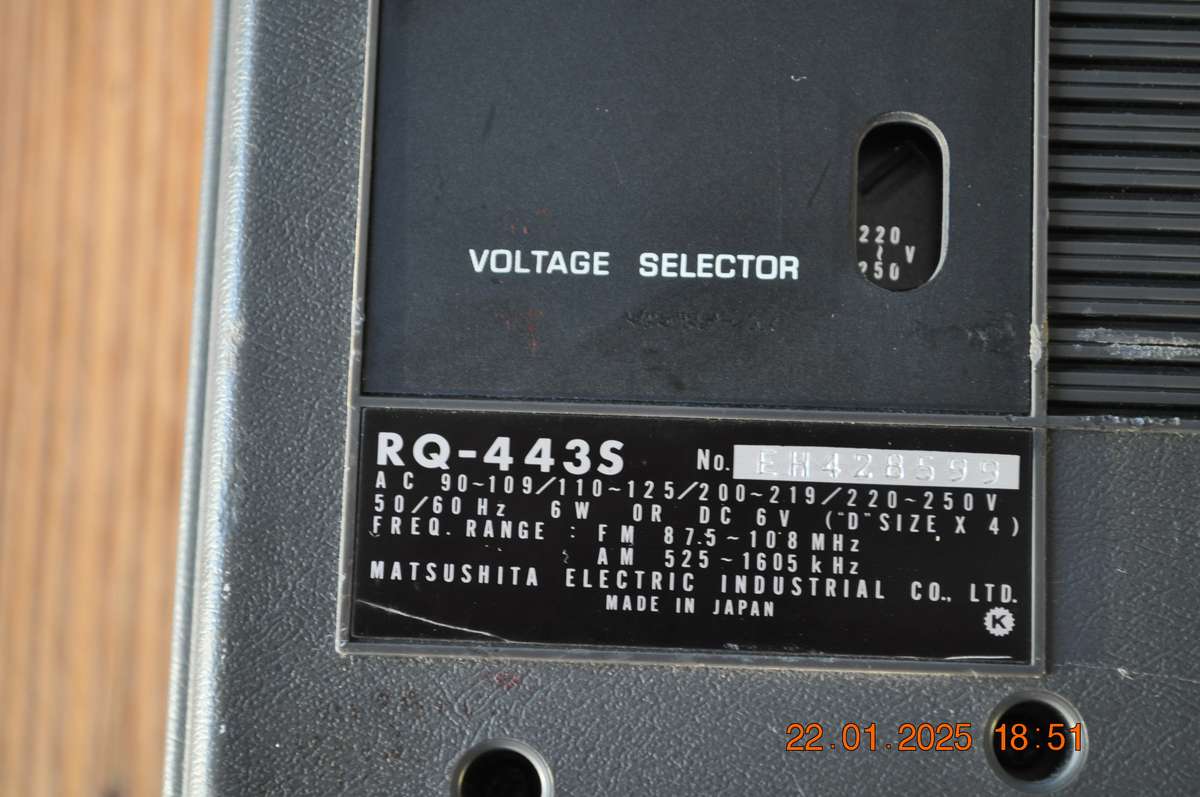 220
~ V
250
VOLTAGE SELECTOR
RQ-443S No. EH428599
AC 90~109/110~125/200~219/220~250V
50/60Hz 6W OR DC 6V ("D"SIZE X 4)
FREQ. RANGE : FM 87.5~108MHz
AM 525~1605kHz
MATSUSHITA ELECTRIC INDUSTRIAL CO., LTD.
MADE IN JAPAN
K
22.01.2025 18:51